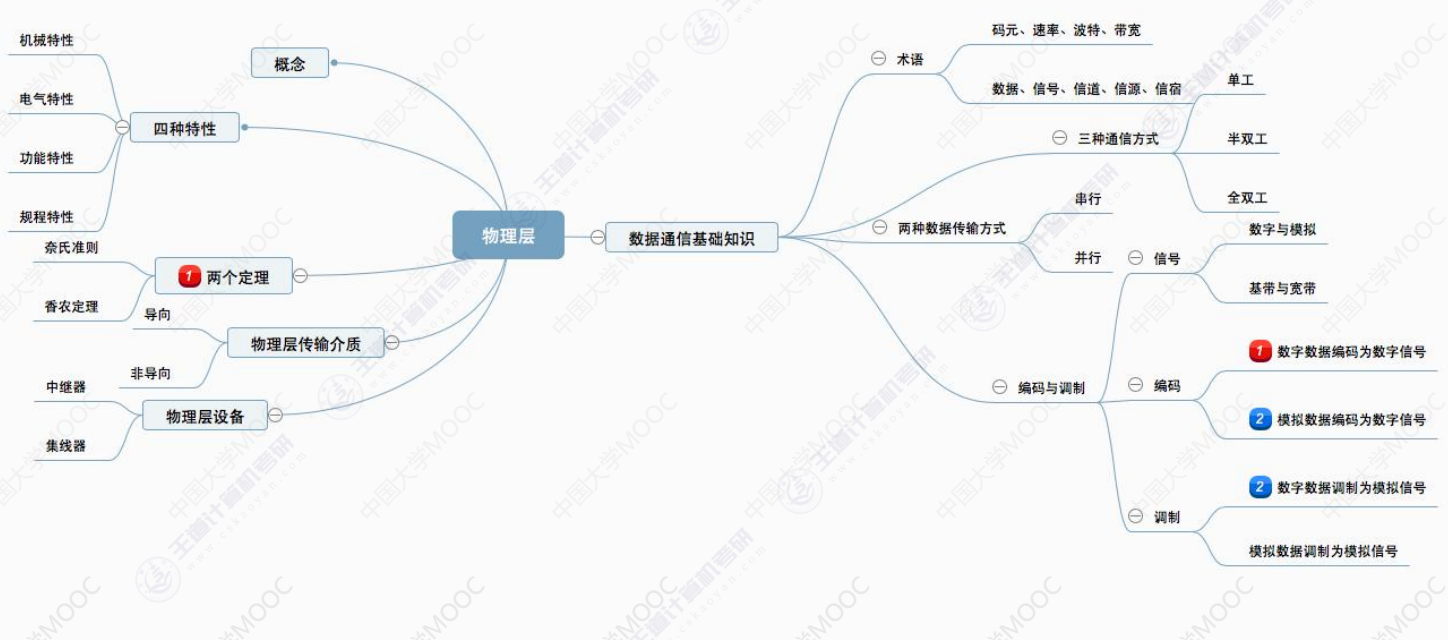 物理层
概念
四种特性
机械特性
电气特性
功能特性
规程特性
1 两个定理
奈氏准则
香农定理
物理层传输介质
导向
非导向
物理层设备
中继器
集线器
数据通信基础知识
术语
码元、速率、波特、带宽
数据、信号、信道、信源、信宿
三种通信方式
单工
半双工
全双工
两种数据传输方式
串行
并行
编码与调制
信号
数字与模拟
基带与宽带
编码
1 数字数据编码为数字信号
2 模拟数据编码为数字信号
调制
2 数字数据调制为模拟信号
模拟数据调制为模拟信号
中国大学MOOC
王道计算机考研
www.cskaoyan.com